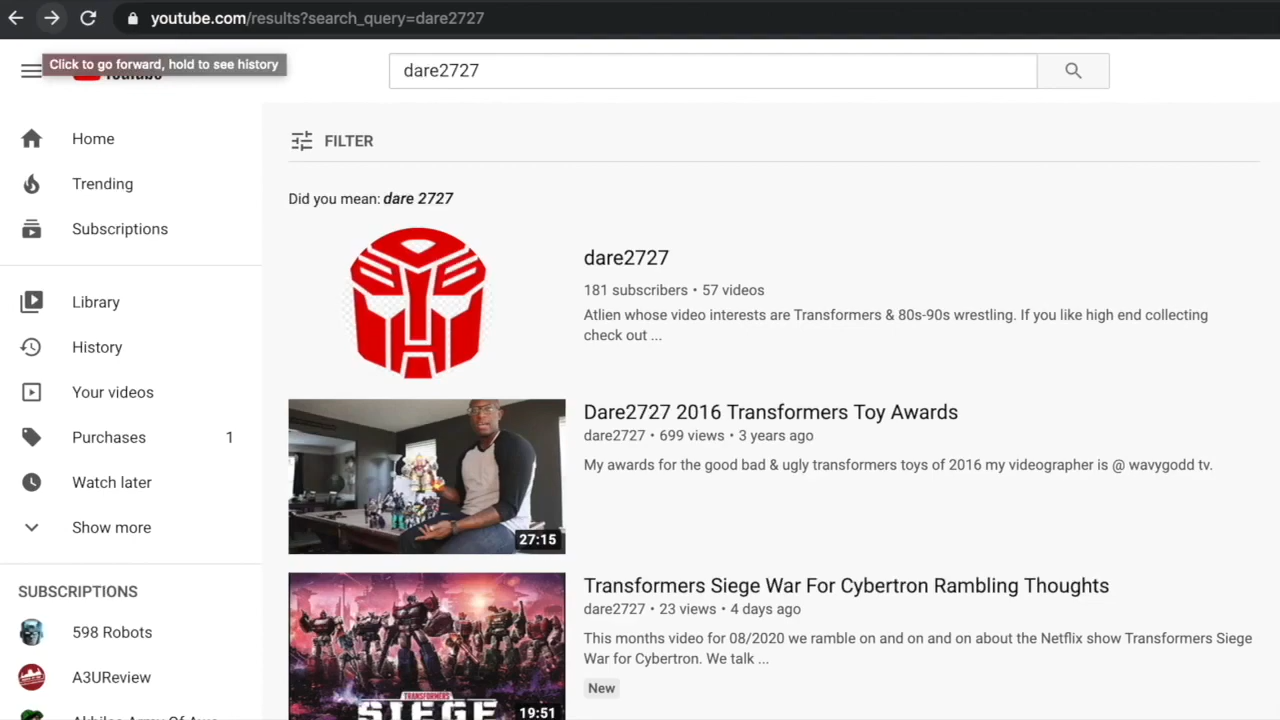 youtube.com/results?search_query=dare2727
Click to go forward, hold to see history
dare2727
Home
Trending
Subscriptions
Library
History
Your videos
Purchases 1
Watch later
Show more
SUBSCRIPTIONS
598 Robots
A3UReview
FILTER
Did you mean: dare 2727
dare2727
181 subscribers • 57 videos
Atlien whose video interests are Transformers & 80s-90s wrestling. If you like high end collecting
check out ...
27:15
Dare2727 2016 Transformers Toy Awards
dare2727 • 699 views • 3 years ago
My awards for the good bad & ugly transformers toys of 2016 my videographer is @ wavygodd tv.
TRANSFORMERS
SIEGE
19:51
Transformers Siege War For Cybertron Rambling Thoughts
dare2727 • 23 views • 4 days ago
This months video for 08/2020 we ramble on and on and on about the Netflix show Transformers Siege
War for Cybertron. We talk ...
New